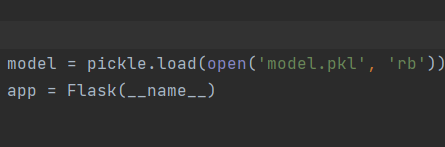 model = pickle.load(open('model.pkl', 'rb'))
app = Flask(__name__)